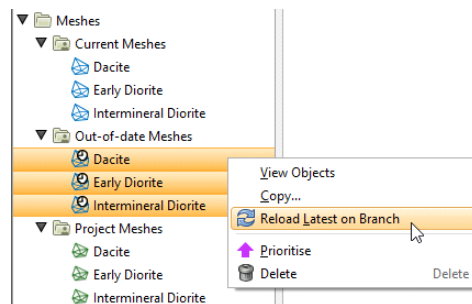 Meshes
Current Meshes
Dacite
Early Diorite
Intermineral Diorite
Out-of-date Meshes
Dacite
Early Diorite
Intermineral Diorite
Project Meshes
Dacite
Early Diorite
Intermineral Diorite
View Objects
Copy...
Reload Latest on Branch
Prioritise
Delete Delete